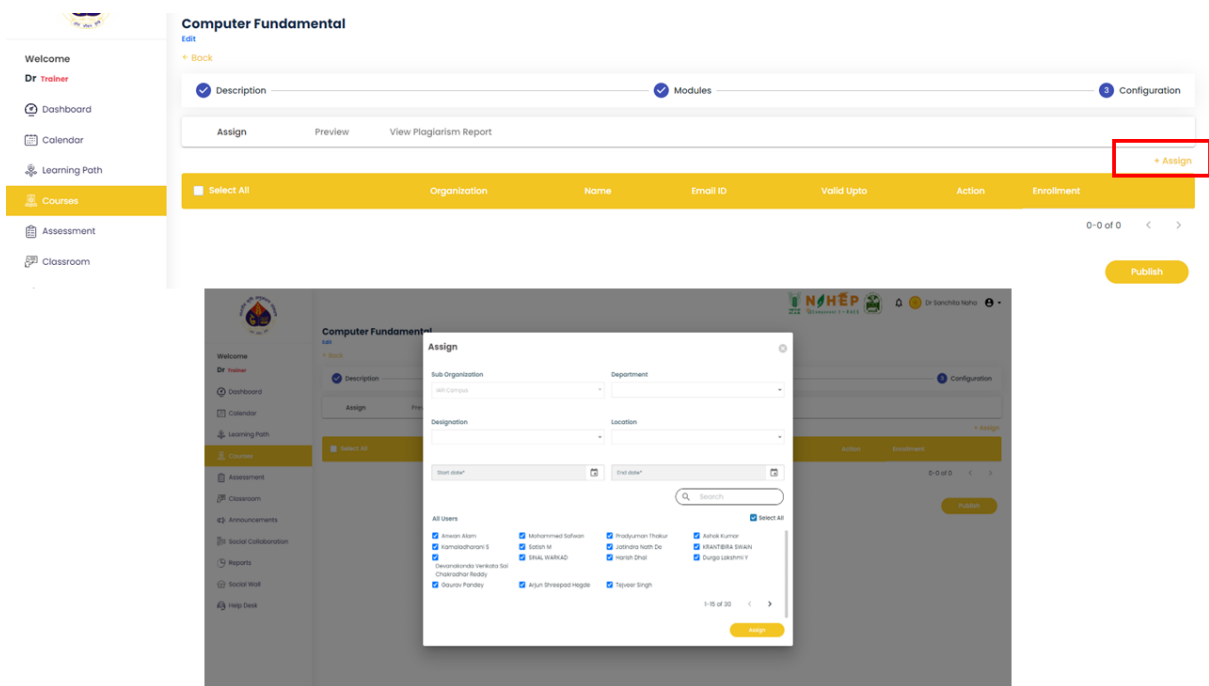 Computer Fundamental
Edit
← Back
Welcome
Dr Trainer
Dashboard
Calendar
Learning Path
Courses
Assessment
Classroom
Description
Modules
3 Configuration
Assign Preview View Plagiarism Report
+ Assign
Select All Organization Name Email ID Valid Upto Action Enrollment
0-0 of 0 < >
Publish
NAHEP
Dr Sanchita Naha
Computer Fundamental
Edit
← Back
Welcome
Dr Trainer
Dashboard
Calendar
Learning Path
Courses
Assessment
Classroom
Announcements
Social Collaboration
Reports
Social Wall
Help Desk
Description
3 Configuration
Assign Pre
+ Assign
Select All Action Enrollment
0-0 of 0 < >
Publish
Assign
Sub Organization Department
Designation Location
Start date* End date*
Search
All Users Select All
Anwan Alam Mohammed Safwan Pradyuman Thakur Ashok Kumar
Kamaladharani S Satish M Jatindra Nath De KRANTIBIRA SWAIN
SINAL WARKAD Harish Dhal Durga Lakshmi Y
Devanakonda Venkata Sai
Chakradhar Reddy
Gaurav Pandey Arjun Shreepad Hegde Tejveer Singh
1-15 of 30 < >
Assign